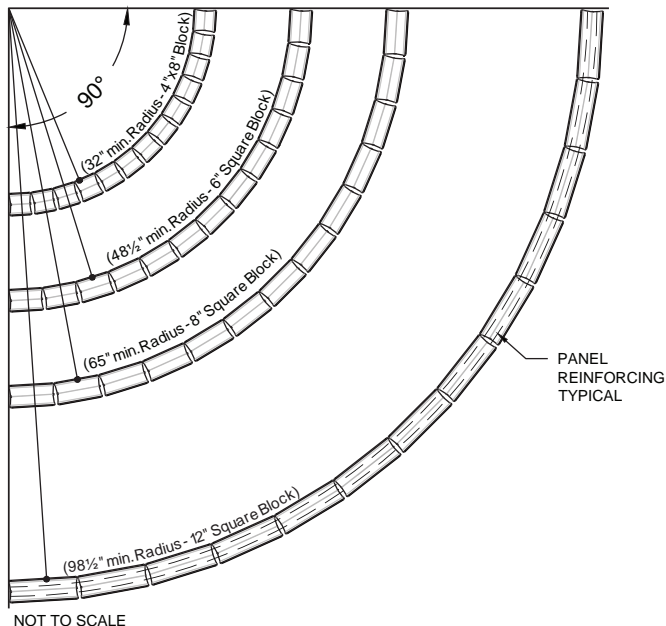 90°
(32" min. Radius - 4"x8" Block)
(48½" min. Radius - 6" Square Block)
(65" min. Radius - 8" Square Block)
PANEL
REINFORCING
TYPICAL
(98½" min. Radius - 12" Square Block)
NOT TO SCALE